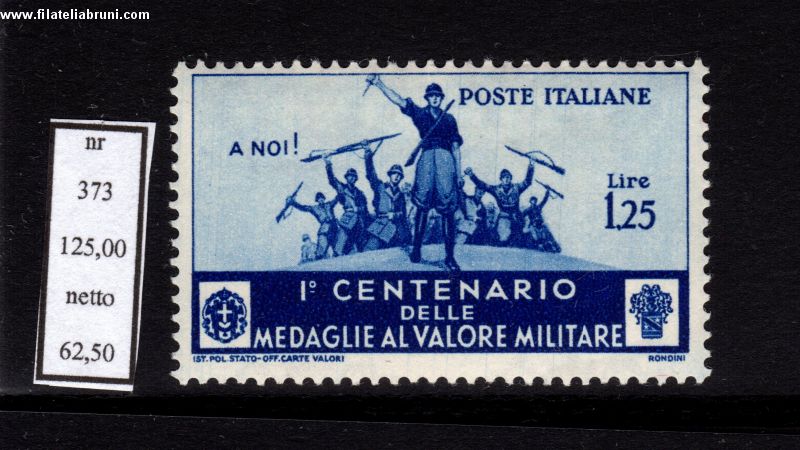 www.filateliabruni.com
nr
373
125,00
netto
62,50
POSTE ITALIANE
A NOI!
Lire
1,25
I° CENTENARIO
DELLE
MEDAGLIE AL VALORE MILITARE
IST. POL. STATO-OFF. CARTE VALORI
RONDINI